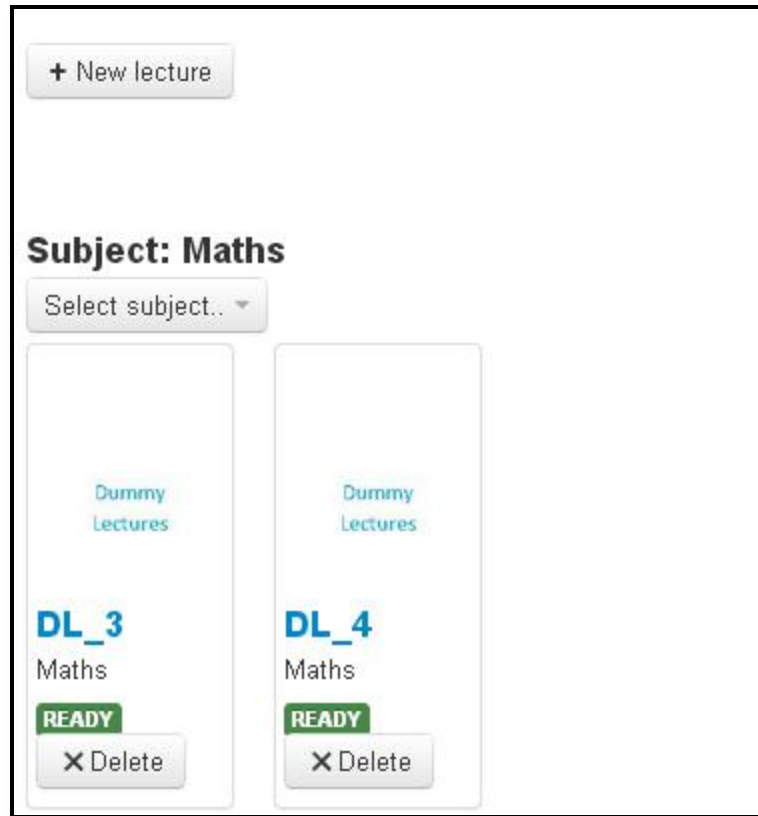 + New lecture
Subject: Maths
Select subject..
Dummy
Lectures
DL_3
Maths
READY
×Delete
Dummy
Lectures
DL_4
Maths
READY
×Delete